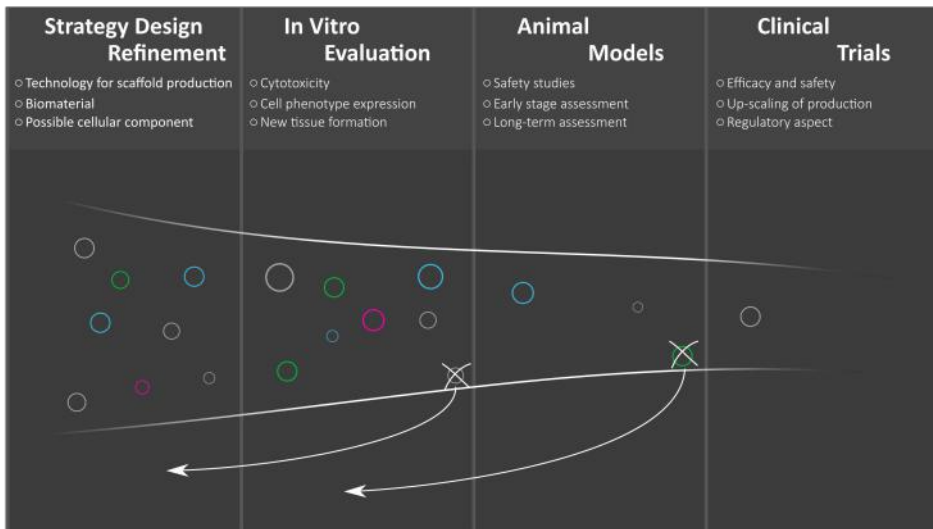 Strategy Design
Refinement
Technology for scaffold production
Biomaterial
Possible cellular component
In Vitro
Evaluation
Cytotoxicity
Cell phenotype expression
New tissue formation
Animal
Models
Safety studies
Early stage assessment
Long-term assessment
Clinical
Trials
Efficacy and safety
Up-scaling of production
Regulatory aspect